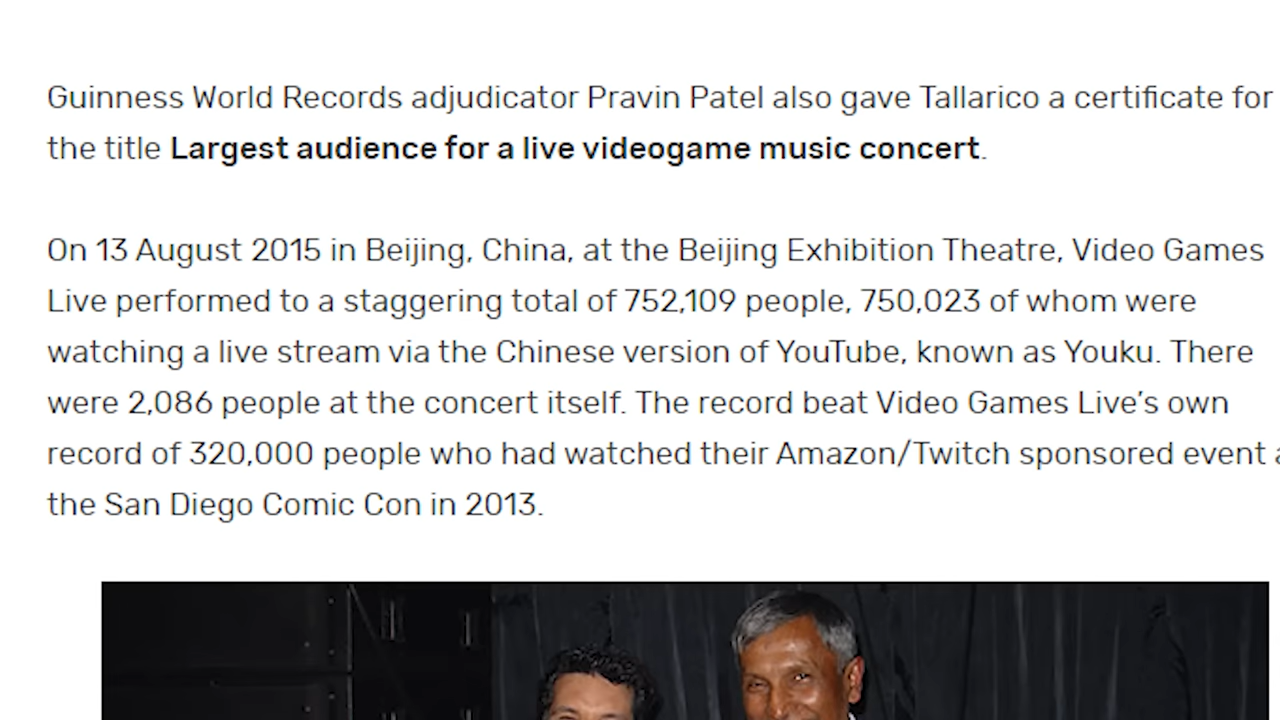 Guinness World Records adjudicator Pravin Patel also gave Tallarico a certificate for
the title Largest audience for a live videogame music concert.
On 13 August 2015 in Beijing, China, at the Beijing Exhibition Theatre, Video Games
Live performed to a staggering total of 752,109 people, 750,023 of whom were
watching a live stream via the Chinese version of YouTube, known as Youku. There
were 2,086 people at the concert itself. The record beat Video Games Live’s own
record of 320,000 people who had watched their Amazon/Twitch sponsored event
the San Diego Comic Con in 2013.